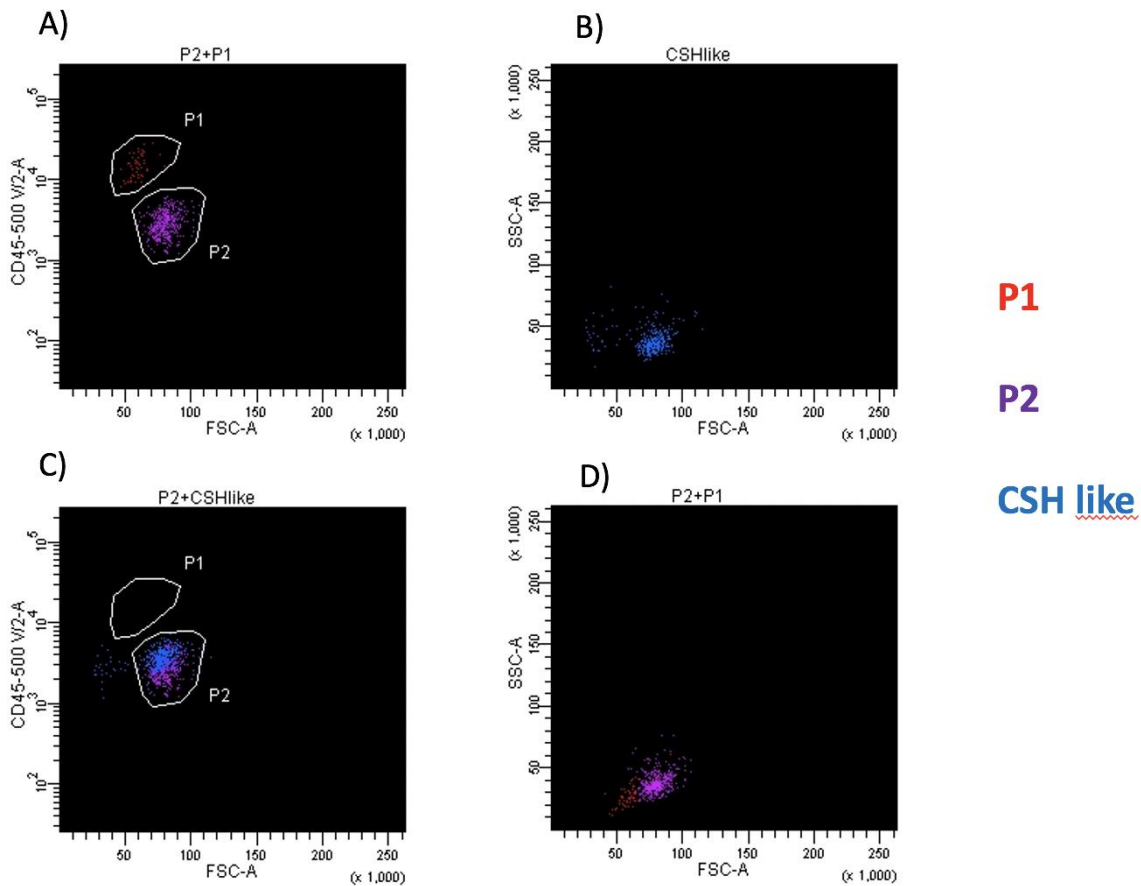 A)
P2+P1
CD45-500 V/2-A
10^5
10^4
10^3
10^2
P1
P2
50 100 150 200 250
FSC-A
(x 1,000)
B)
CSHlike
(x 1,000)
SSC-A
250
200
150
100
50
50 100 150 200 250
FSC-A
(x 1,000)
C)
P2+CSHlike
CD45-500 V/2-A
10^5
10^4
10^3
10^2
P1
P2
50 100 150 200 250
FSC-A
(x 1,000)
D)
P2+P1
(x 1,000)
SSC-A
250
200
150
100
50
50 100 150 200 250
FSC-A
(x 1,000)
P1
P2
CSH like